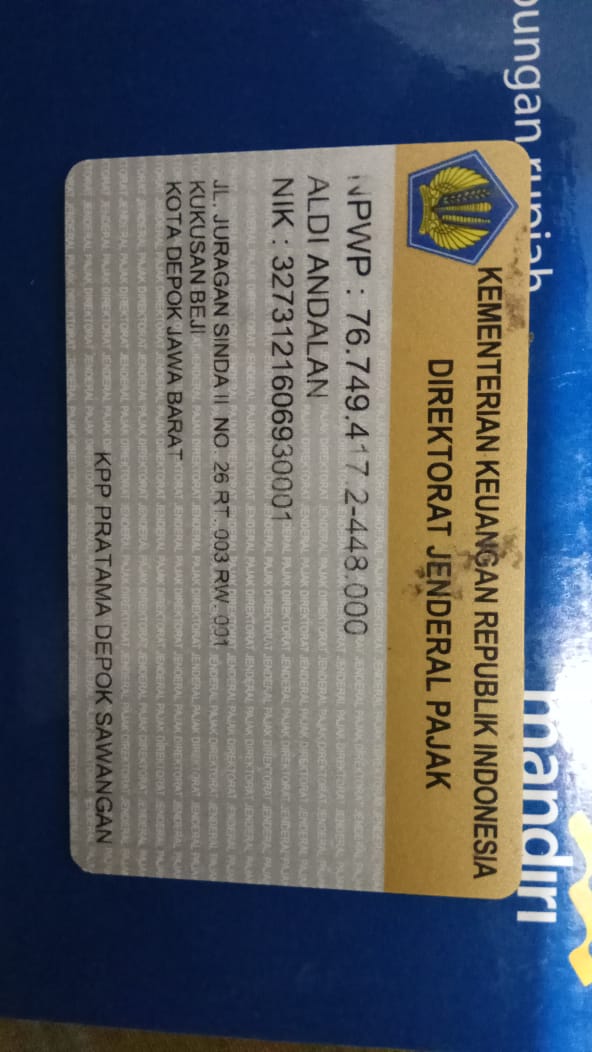 bungan rupiah
mandiri
KEMENTERIAN KEUANGAN REPUBLIK INDONESIA
DIREKTORAT JENDERAL PAJAK
NPWP : 76.749.417.2-448.000
ALDI ANDALAN
NIK : 3273121606930001
JL. JURAGAN SINDA II NO. 26 RT. 003 RW. 001
KUKUSAN BEJI
KOTA DEPOK JAWA BARAT
KPP PRATAMA DEPOK SAWANGAN